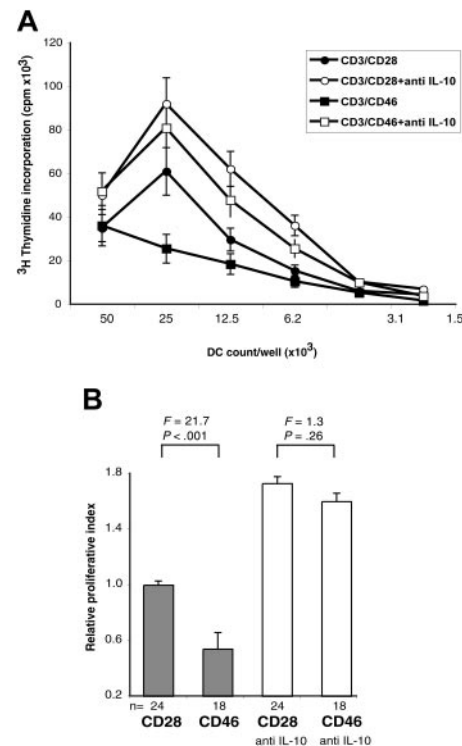 A
120
100
80
60
40
20
0
³H Thymidine incorporation (cpm x10³)
CD3/CD28
CD3/CD28+anti IL-10
CD3/CD46
CD3/CD46+anti IL-10
50 25 12.5 6.2 3.1 1.5
DC count/well (x10³)
B
F = 21.7 F = 1.3
P < .001 P = .26
1.8
1.4
1.0
0.6
0.2
Relative proliferative index
n= 24 18 24 18
CD28 CD46 CD28 CD46
anti IL-10 anti IL-10